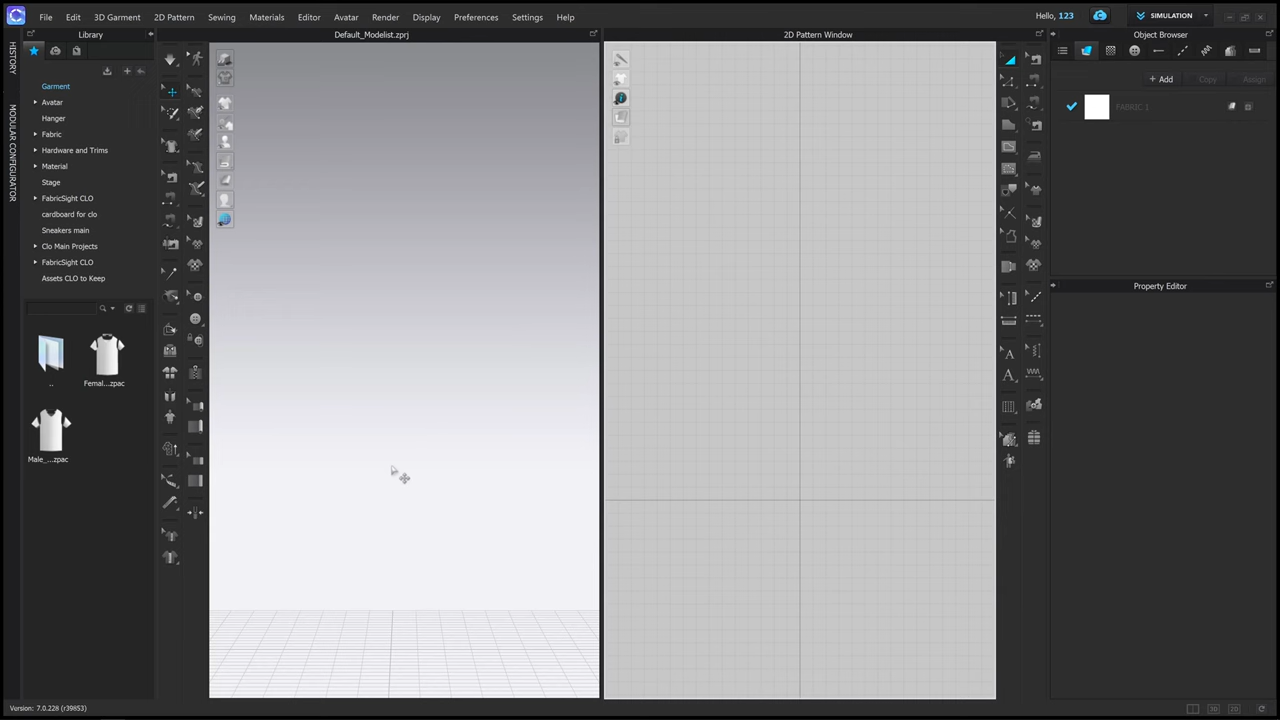 File Edit 3D Garment 2D Pattern Sewing Materials Editor Avatar Render Display Preferences Settings Help
Hello, 123
SIMULATION
HISTORY
MODULAR CONFIGURATOR
Library
Garment
Avatar
Hanger
Fabric
Hardware and Trims
Material
Stage
FabricSight CLO
cardboard for clo
Sneakers main
Clo Main Projects
FabricSight CLO
Assets CLO to Keep
..
Femal...zpac
Male_...zpac
Default_Modelist.zprj
2D Pattern Window
Object Browser
+ Add Copy Assign
FABRIC 1
Property Editor
Version: 7.0.228 (r39853)
3D 2D